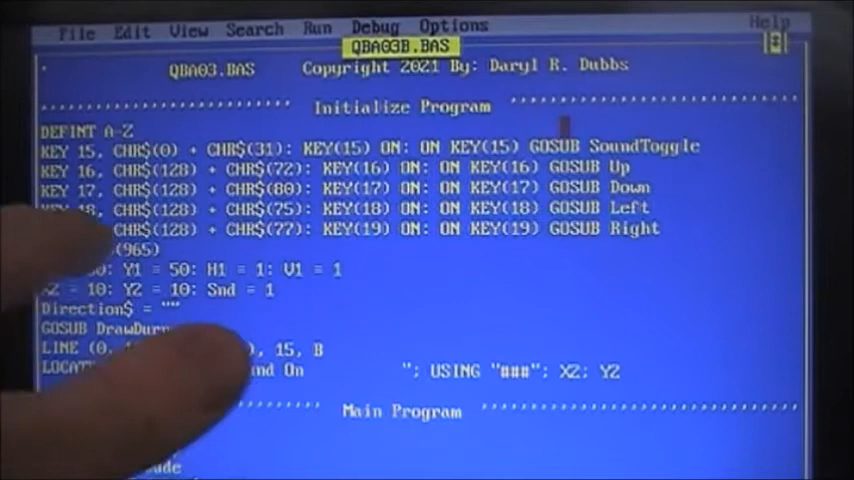 File Edit View Search Run Debug Options Help
QBA03B.BAS
' QBA03.BAS Copyright 2021 By: Daryl R. Dubbs
'''''''''''''''''''''''''' Initialize Program ''''''''''''''''''''''''''''''
DEFINT A-Z
KEY 15, CHR$(0) + CHR$(31): KEY(15) ON: ON KEY(15) GOSUB SoundToggle
KEY 16, CHR$(128) + CHR$(72): KEY(16) ON: ON KEY(16) GOSUB Up
KEY 17, CHR$(128) + CHR$(80): KEY(17) ON: ON KEY(17) GOSUB Down
KEY 18, CHR$(128) + CHR$(75): KEY(18) ON: ON KEY(18) GOSUB Left
CHR$(128) + CHR$(77): KEY(19) ON: ON KEY(19) GOSUB Right
(965)
Y1 = 50: H1 = 1: V1 = 1
X2 = 10: Y2 = 10: Snd = 1
Direction$ = ""
GOSUB
LINE (0, , 15, B
On "; USING "###"; X2; Y2
Main Program ''''''''''''''''''''''''''''''''''